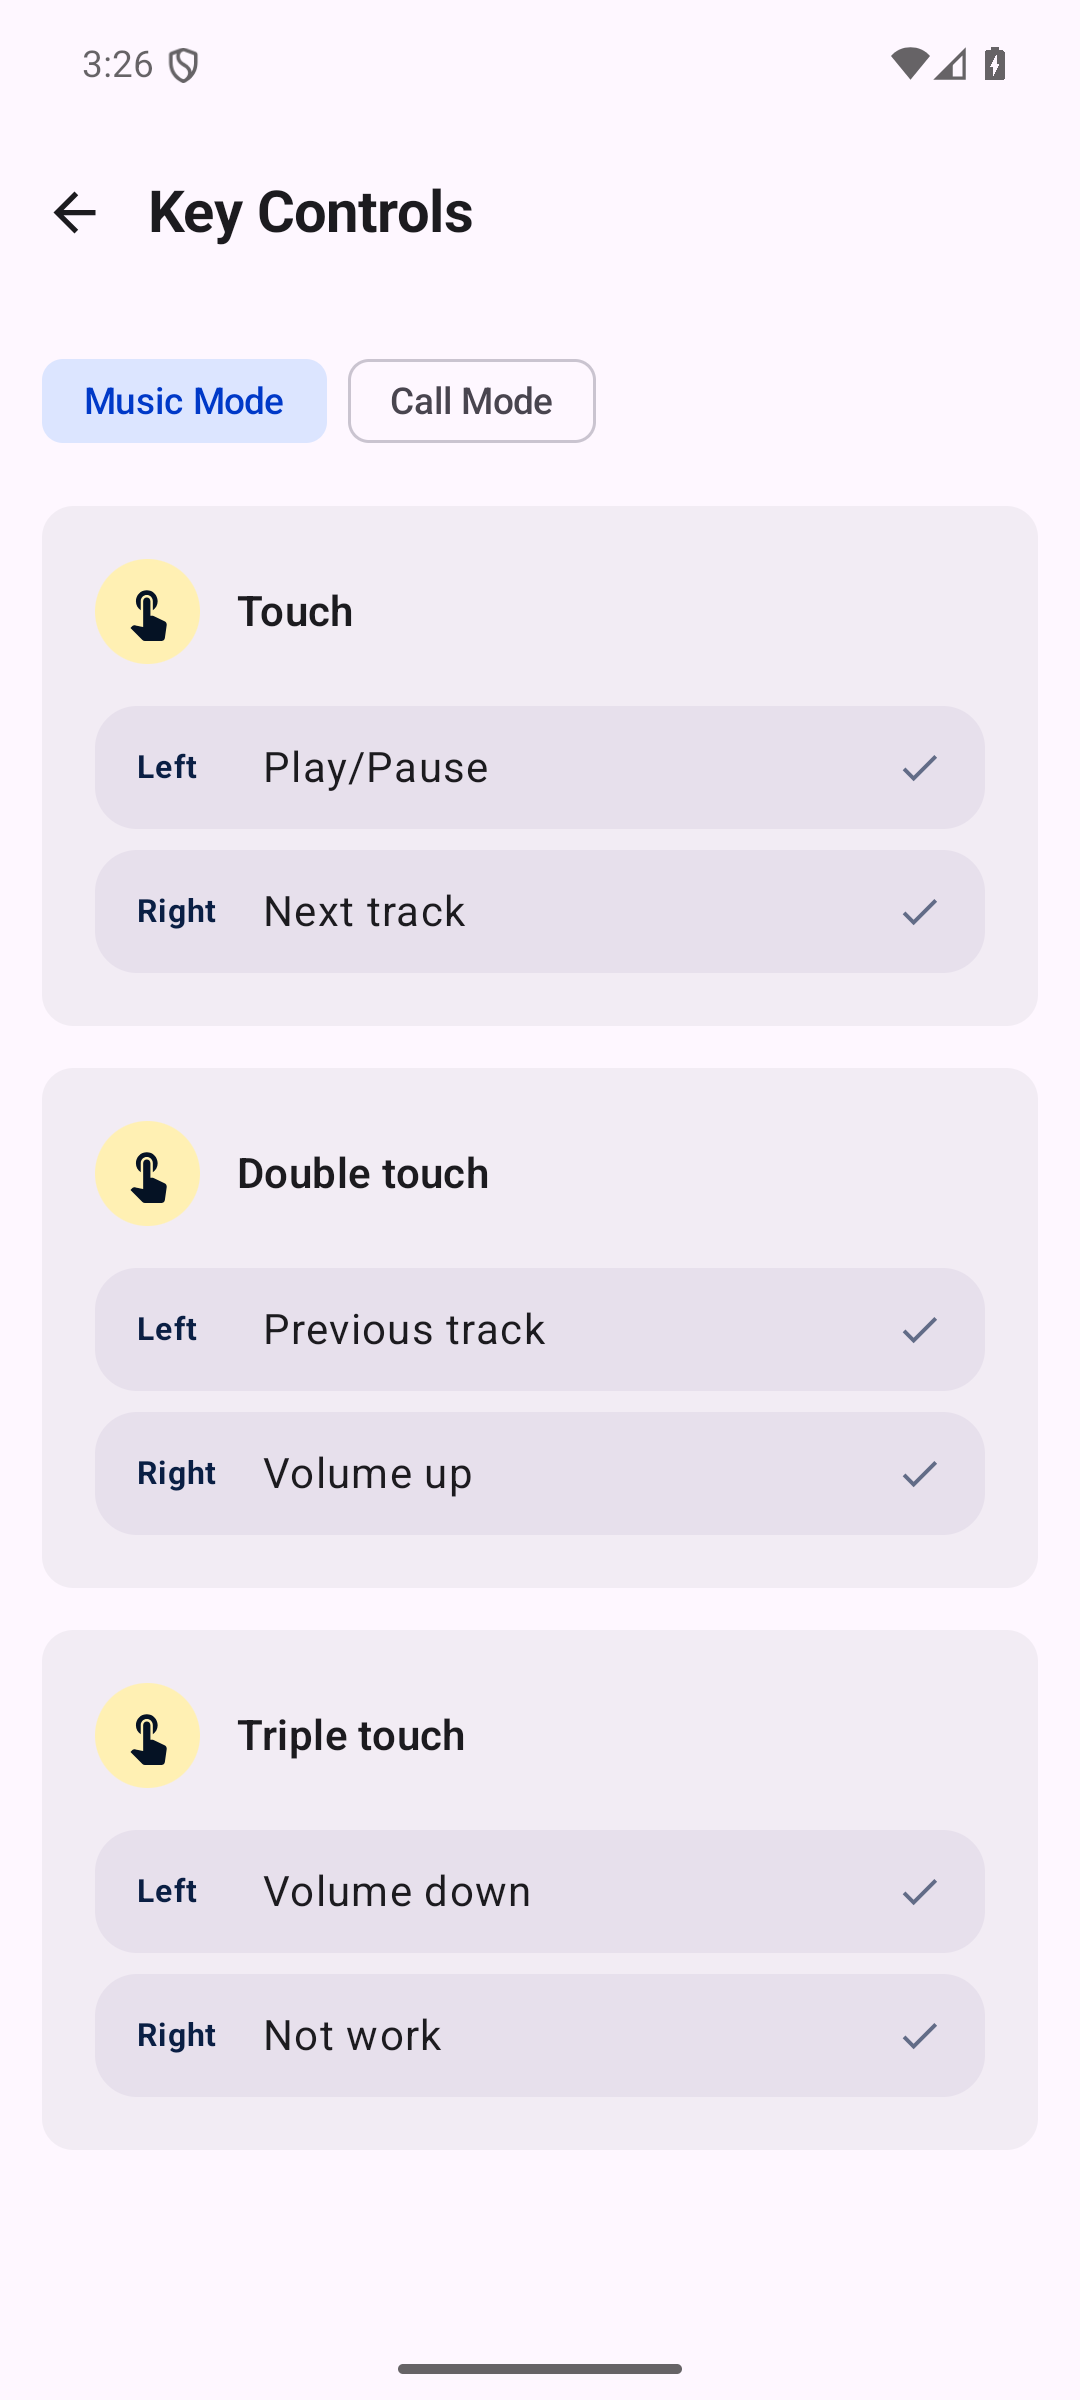 3:26
Key Controls
Music Mode
Call Mode
Touch
Left Play/Pause
Right Next track
Double touch
Left Previous track
Right Volume up
Triple touch
Left Volume down
Right Not work